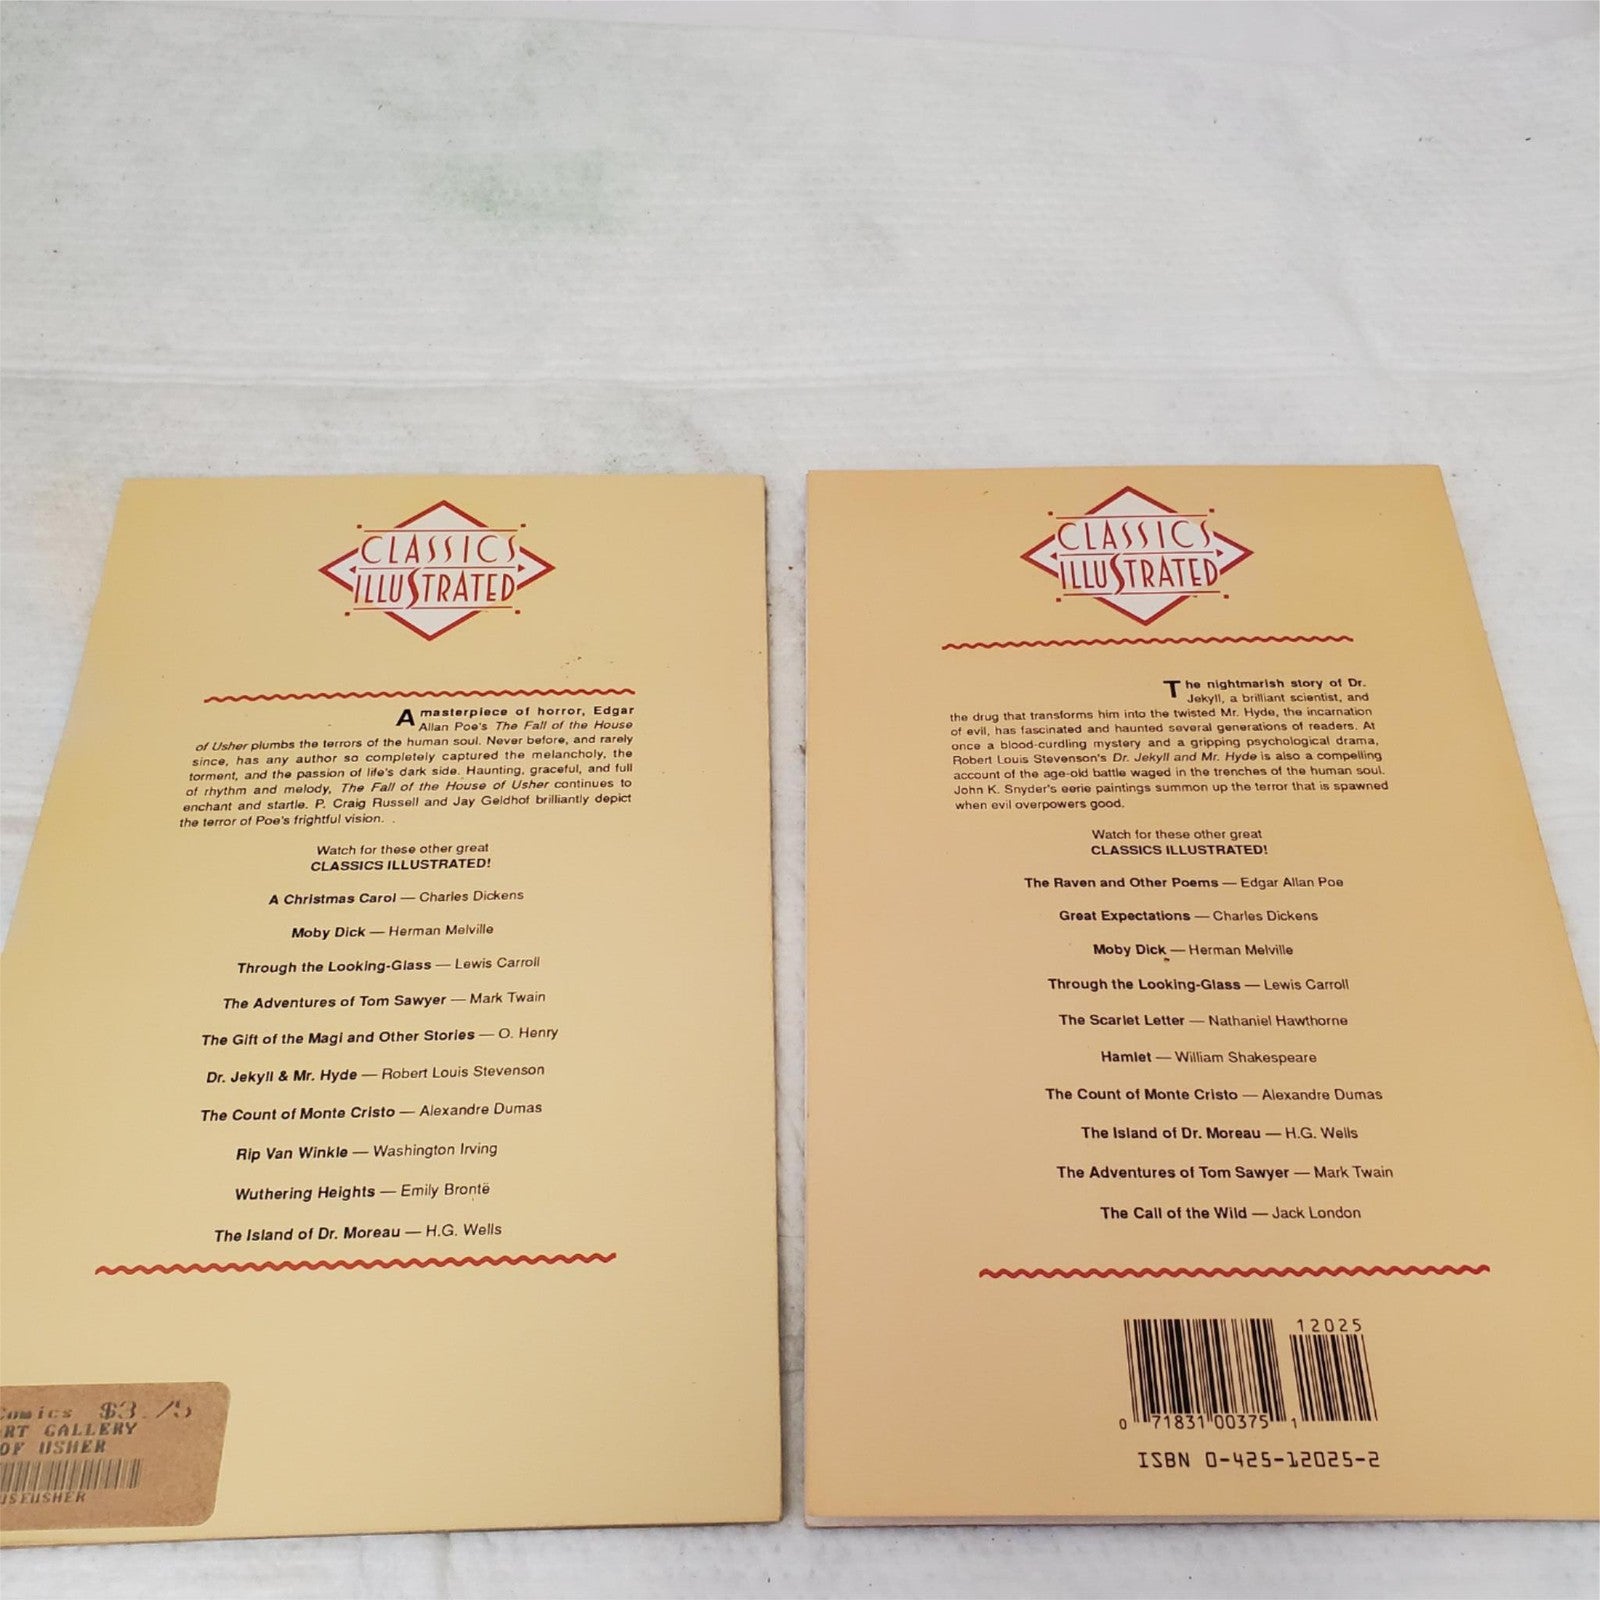 CLASSICS
ILLUSTRATED
A masterpiece of horror, Edgar
Allan Poe's The Fall of the House
of Usher plumbs the terrors of the human soul. Never before, and rarely
since, has any author so completely captured the melancholy, the
torment, and the passion of life's dark side. Haunting, graceful, and full
of rhythm and melody, The Fall of the House of Usher continues to
enchant and startle. P. Craig Russell and Jay Geldhof brilliantly depict
the terror of Poe's frightful vision.
Watch for these other great
CLASSICS ILLUSTRATED!
A Christmas Carol — Charles Dickens
Moby Dick — Herman Melville
Through the Looking-Glass — Lewis Carroll
The Adventures of Tom Sawyer — Mark Twain
The Gift of the Magi and Other Stories — O. Henry
Dr. Jekyll & Mr. Hyde — Robert Louis Stevenson
The Count of Monte Cristo — Alexandre Dumas
Rip Van Winkle — Washington Irving
Wuthering Heights — Emily Brontë
The Island of Dr. Moreau — H.G. Wells
Comics $3.75
ART GALLERY
OF USHER
CLASSICS
ILLUSTRATED
The nightmarish story of Dr.
Jekyll, a brilliant scientist, and
the drug that transforms him into the twisted Mr. Hyde, the incarnation
of evil, has fascinated and haunted several generations of readers. At
once a blood-curdling mystery and a gripping psychological drama,
Robert Louis Stevenson's Dr. Jekyll and Mr. Hyde is also a compelling
account of the age-old battle waged in the trenches of the human soul.
John K. Snyder's eerie paintings summon up the terror that is spawned
when evil overpowers good.
Watch for these other great
CLASSICS ILLUSTRATED!
The Raven and Other Poems — Edgar Allan Poe
Great Expectations — Charles Dickens
Moby Dick — Herman Melville
Through the Looking-Glass — Lewis Carroll
The Scarlet Letter — Nathaniel Hawthorne
Hamlet — William Shakespeare
The Count of Monte Cristo — Alexandre Dumas
The Island of Dr. Moreau — H.G. Wells
The Adventures of Tom Sawyer — Mark Twain
The Call of the Wild — Jack London
12025
0 71831 00375 1
ISBN 0-425-12025-2